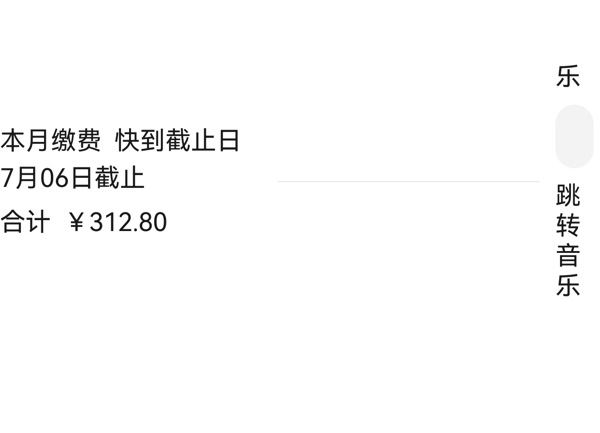 本月缴费 快到截止日
7月06日截止
合计 ￥312.80
乐
跳转音乐